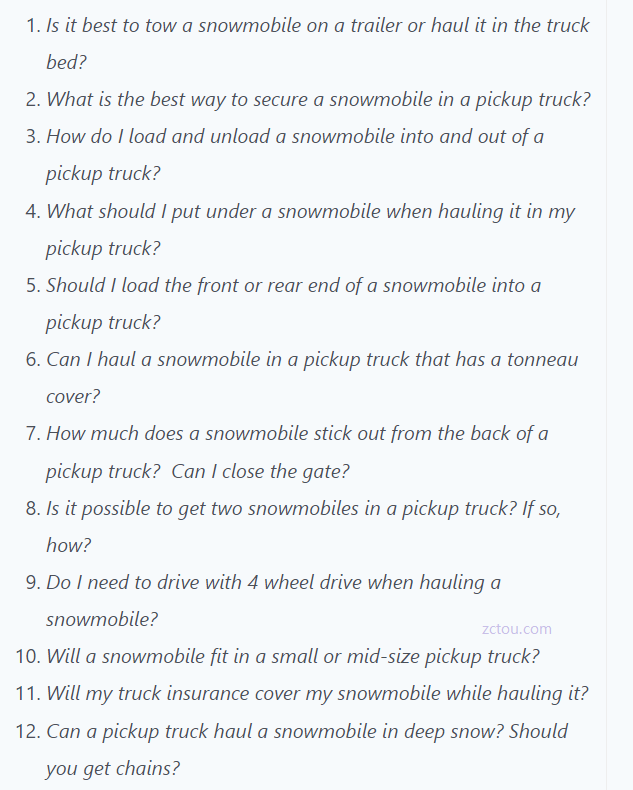 1. Is it best to tow a snowmobile on a trailer or haul it in the truck
bed?
2. What is the best way to secure a snowmobile in a pickup truck?
3. How do I load and unload a snowmobile into and out of a
pickup truck?
4. What should I put under a snowmobile when hauling it in my
pickup truck?
5. Should I load the front or rear end of a snowmobile into a
pickup truck?
6. Can I haul a snowmobile in a pickup truck that has a tonneau
cover?
7. How much does a snowmobile stick out from the back of a
pickup truck?  Can I close the gate?
8. Is it possible to get two snowmobiles in a pickup truck? If so,
how?
9. Do I need to drive with 4 wheel drive when hauling a
snowmobile?
zctou.com
10. Will a snowmobile fit in a small or mid-size pickup truck?
11. Will my truck insurance cover my snowmobile while hauling it?
12. Can a pickup truck haul a snowmobile in deep snow? Should
you get chains?